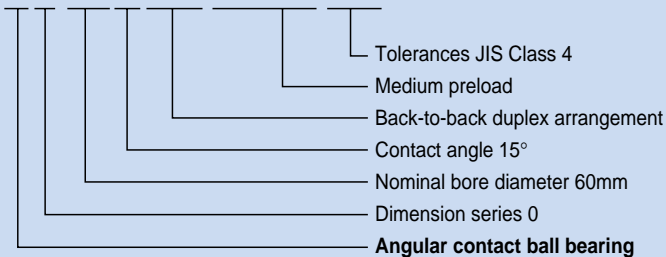 Tolerances JIS Class 4
Medium preload
Back-to-back duplex arrangement
Contact angle 15°
Nominal bore diameter 60mm
Dimension series 0
Angular contact ball bearing